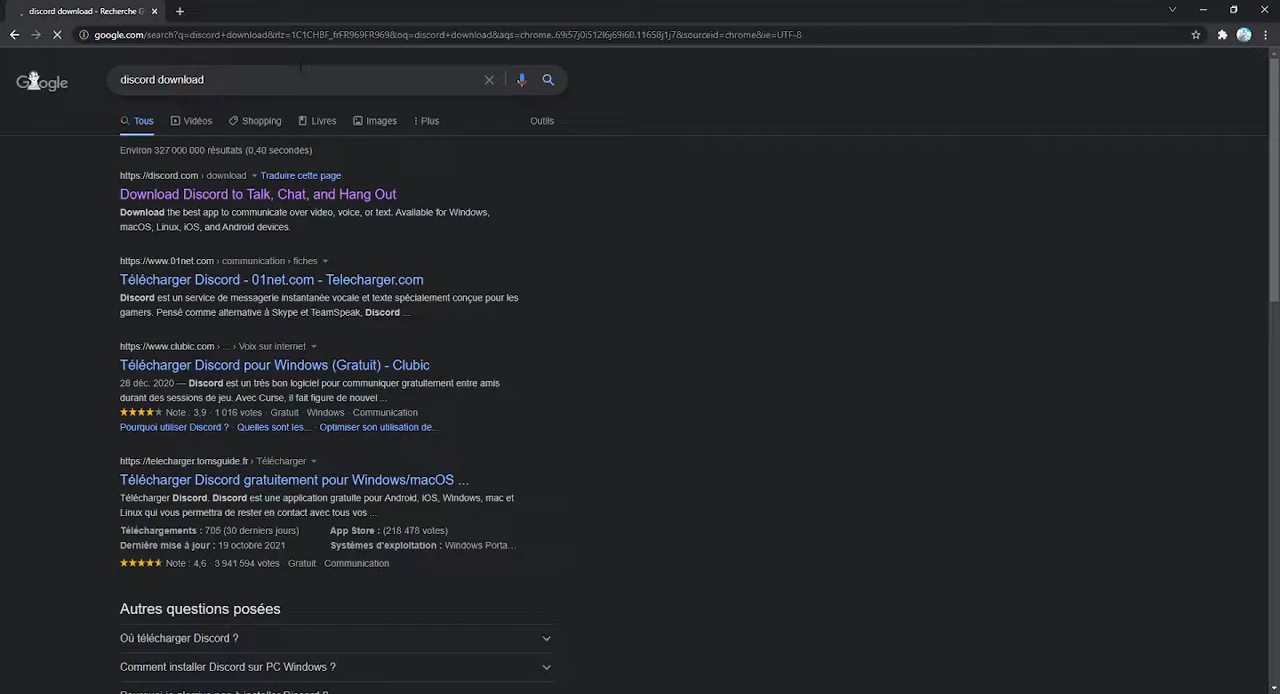 discord download - Recherche G
google.com/search?q=discord+download&rlz=1C1CHBF_frFR969FR969&oq=discord+download&aqs=chrome..69i57j0i512l6j69i60.11658j1j7&sourceid=chrome&ie=UTF-8
Google
discord download
Tous
Vidéos
Shopping
Livres
Images
Plus
Outils
Environ 327 000 000 résultats (0,40 secondes)
https://discord.com › download Traduire cette page
Download Discord to Talk, Chat, and Hang Out
Download the best app to communicate over video, voice, or text. Available for Windows,
macOS, Linux, iOS, and Android devices.
https://www.01net.com › communication › fiches
Télécharger Discord - 01net.com - Telecharger.com
Discord est un service de messagerie instantanée vocale et texte spécialement conçue pour les
gamers. Pensé comme alternative à Skype et TeamSpeak, Discord ...
https://www.clubic.com › ... › Voix sur internet
Télécharger Discord pour Windows (Gratuit) - Clubic
28 déc. 2020 — Discord est un très bon logiciel pour communiquer gratuitement entre amis
durant des sessions de jeu. Avec Curse, il fait figure de nouvel ...
Note : 3,9 · 1 016 votes · Gratuit · Windows · Communication
Pourquoi utiliser Discord ? · Quelles sont les... · Optimiser son utilisation de...
https://telecharger.tomsguide.fr › Télécharger
Télécharger Discord gratuitement pour Windows/macOS ...
Télécharger Discord. Discord est une application gratuite pour Android, iOS, Windows, mac et
Linux qui vous permettra de rester en contact avec tous vos ...
Téléchargements : 705 (30 derniers jours) App Store : (218 478 votes)
Dernière mise à jour : 19 octobre 2021 Systèmes d'exploitation : Windows Porta...
Note : 4,6 · 3 941 594 votes · Gratuit · Communication
Autres questions posées
Où télécharger Discord ?
Comment installer Discord sur PC Windows ?